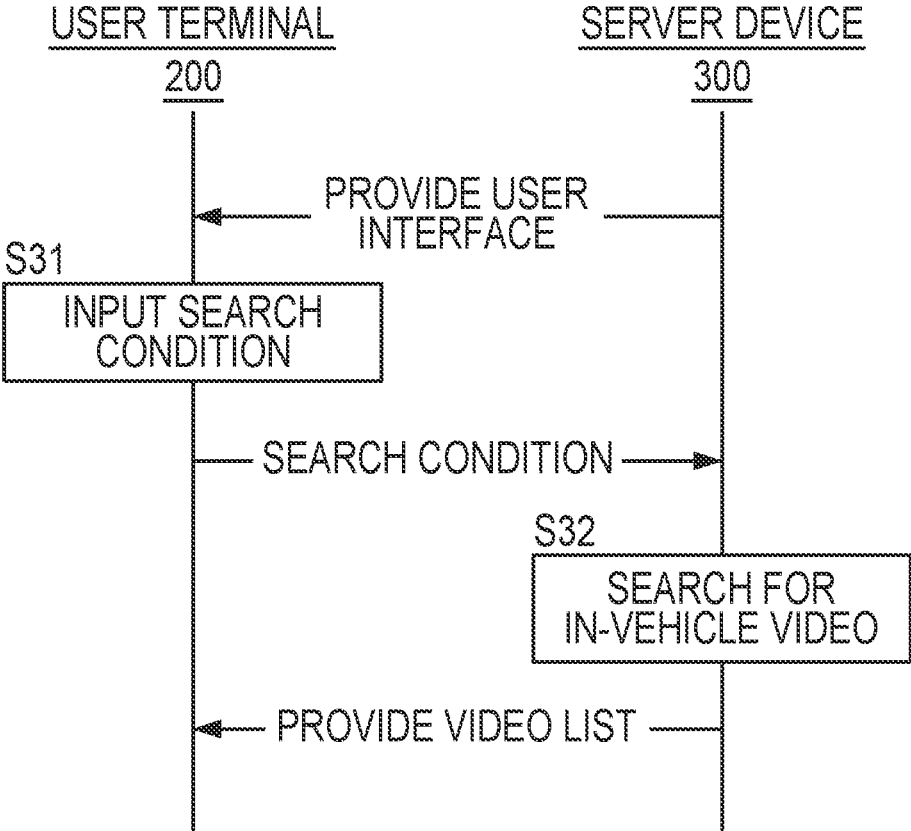 USER TERMINAL
200
SERVER DEVICE
300
PROVIDE USER
INTERFACE
S31
INPUT SEARCH
CONDITION
SEARCH CONDITION
S32
SEARCH FOR
IN-VEHICLE VIDEO
PROVIDE VIDEO LIST